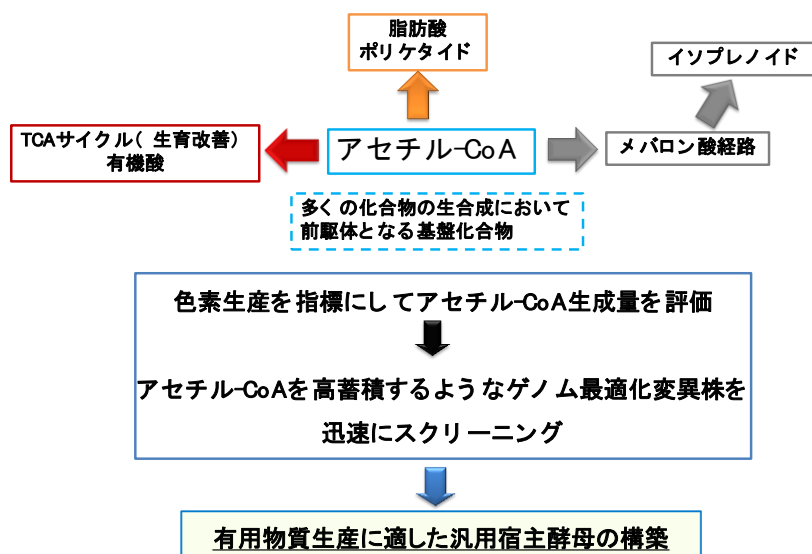 脂肪酸
ポリケタイド
イソプレノイド
TCAサイクル(生育改善)
有機酸
アセチル-CoA
メバロン酸経路
多くの化合物の生合成において
前駆体となる基盤化合物
色素生産を指標にしてアセチル-CoA生成量を評価
アセチル-CoAを高蓄積するようなゲノム最適化変異株を
迅速にスクリーニング
有用物質生産に適した汎用宿主酵母の構築